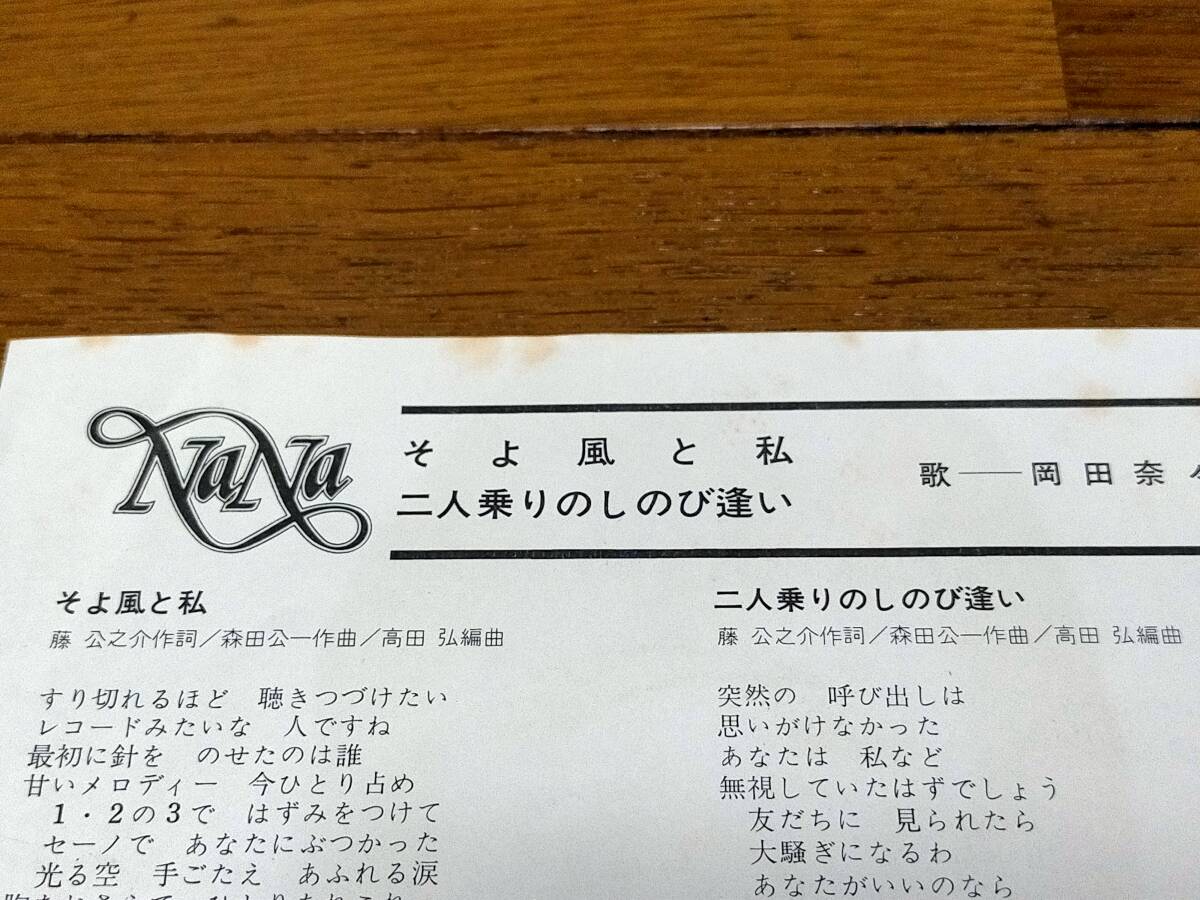 NaNa
そよ風と私
二人乗りのしのび逢い
歌──岡田奈
そよ風と私
藤 公之介作詞/森田公一作曲/高田 弘編曲
すり切れるほど 聴きつづけたい
レコードみたいな 人ですね
最初に針を のせたのは誰
甘いメロディー 今ひとり占め
1・2の3で はずみをつけて
セーノで あなたにぶつかった
光る空 手ごたえ あふれる涙
二人乗りのしのび逢い
藤 公之介作詞/森田公一作曲/高田 弘編曲
突然の 呼び出しは
思いがけなかった
あなたは 私など
無視していたはずでしょう
友だちに 見られたら
大騒ぎになるわ
あなたがいいのなら